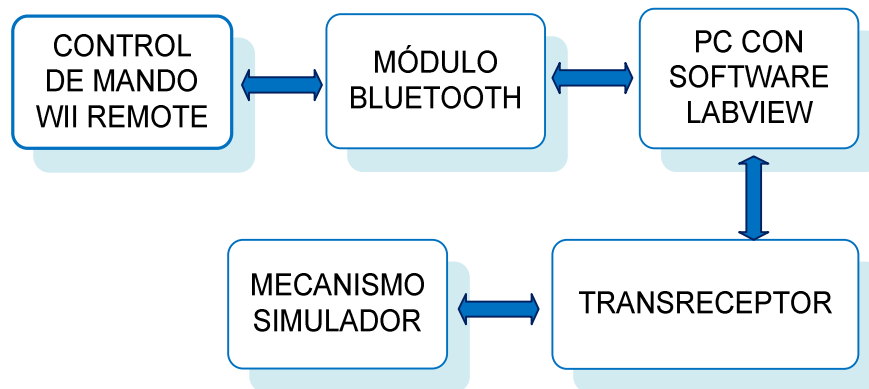 CONTROL
DE MANDO
WII REMOTE
MÓDULO
BLUETOOTH
PC CON
SOFTWARE
LABVIEW
MECANISMO
SIMULADOR
TRANSRECEPTOR